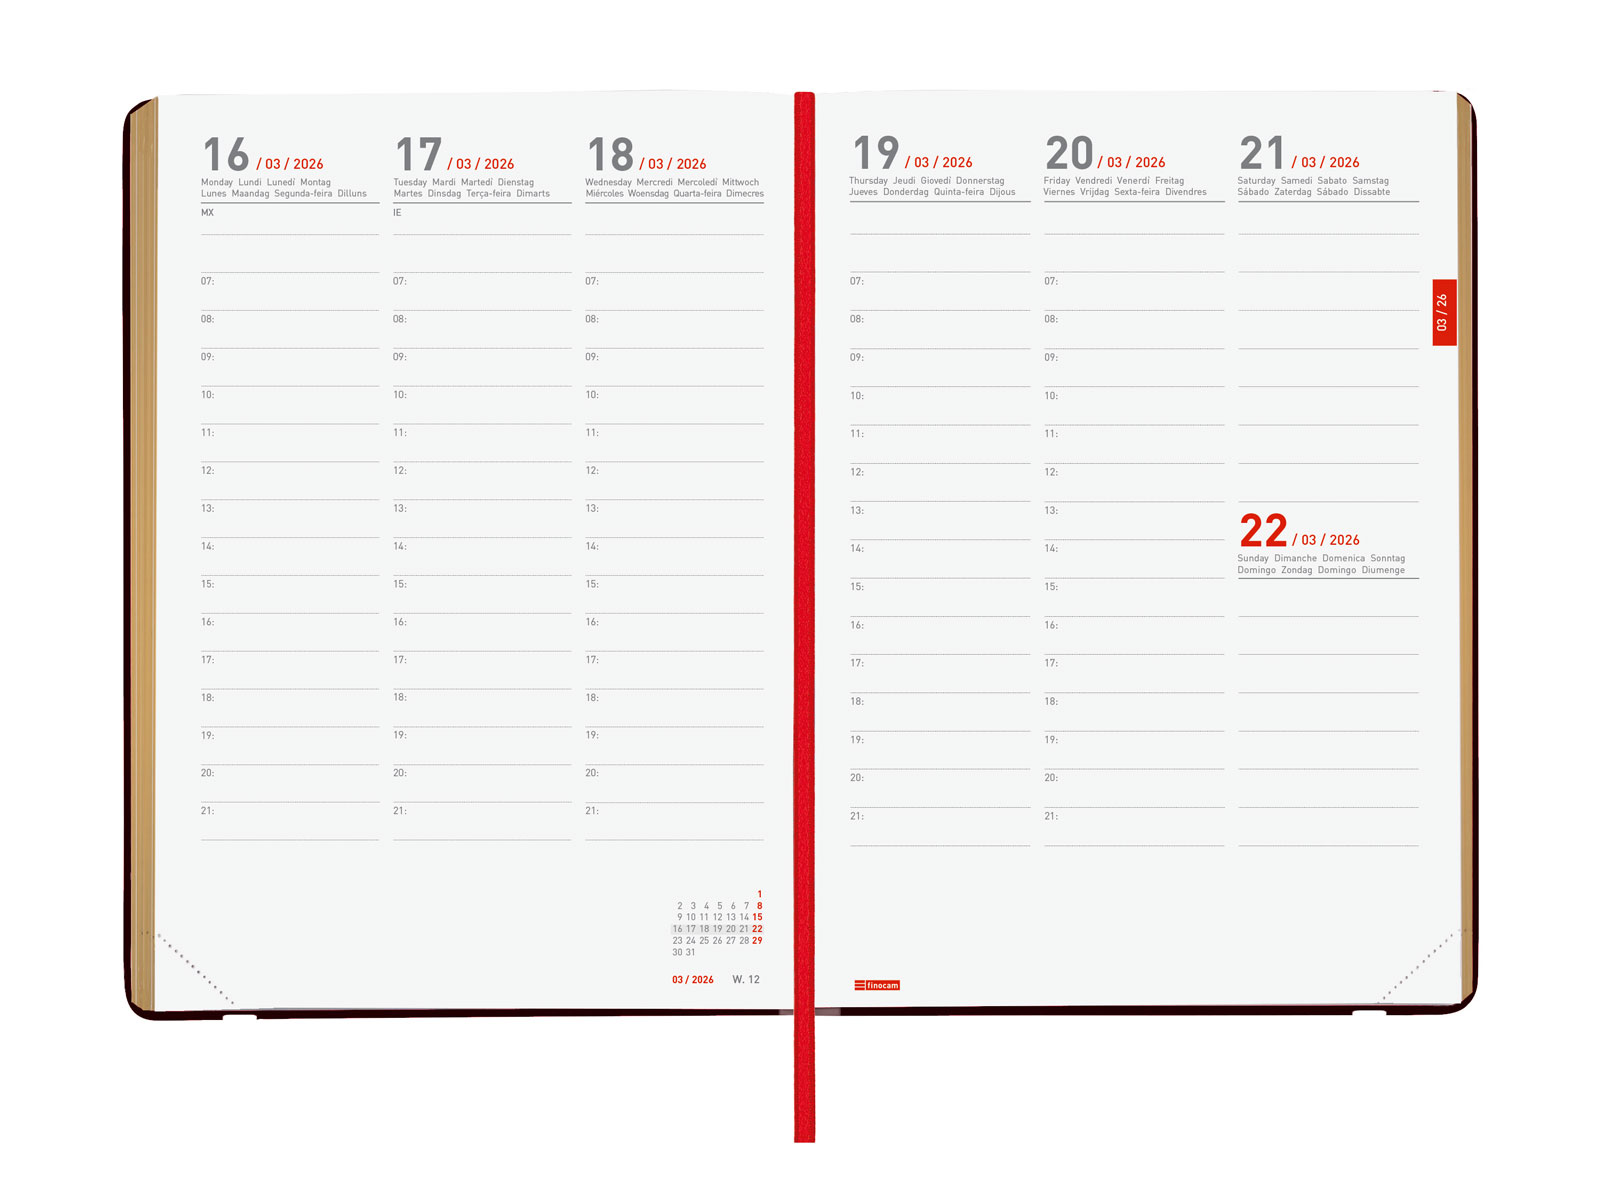 16 / 03 / 2026
Monday Lundi Lunedí Montag
Lunes Maandag Segunda-feira Dilluns
MX
07:
08:
09:
10:
11:
12:
13:
14:
15:
16:
17:
18:
19:
20:
21:
17 / 03 / 2026
Tuesday Mardi Martedí Dienstag
Martes Dinsdag Terça-feira Dimarts
IE
07:
08:
09:
10:
11:
12:
13:
14:
15:
16:
17:
18:
19:
20:
21:
18 / 03 / 2026
Wednesday Mercredi Mercoledí Mittwoch
Miércoles Woensdag Quarta-feira Dimecres
07:
08:
09:
10:
11:
12:
13:
14:
15:
16:
17:
18:
19:
20:
21:
1
2 3 4 5 6 7 8
9 10 11 12 13 14 15
16 17 18 19 20 21 22
23 24 25 26 27 28 29
30 31
03 / 2026 W. 12
19 / 03 / 2026
Thursday Jeudi Giovedí Donnerstag
Jueves Donderdag Quinta-feira Dijous
07:
08:
09:
10:
11:
12:
13:
14:
15:
16:
17:
18:
19:
20:
21:
20 / 03 / 2026
Friday Vendredi Venerdí Freitag
Viernes Vrijdag Sexta-feira Divendres
07:
08:
09:
10:
11:
12:
13:
14:
15:
16:
17:
18:
19:
20:
21:
21 / 03 / 2026
Saturday Samedi Sabato Samstag
Sábado Zaterdag Sábado Dissabte
22 / 03 / 2026
Sunday Dimanche Domenica Sonntag
Domingo Zondag Domingo Diumenge
03 / 26
finocam